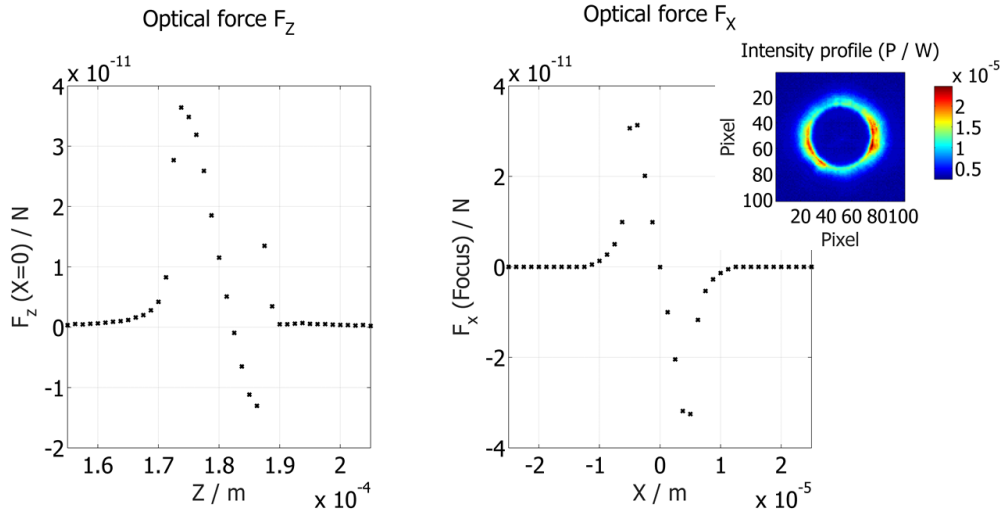 Optical force F_Z
x 10^-11
4
3
2
1
0
-1
-2
F_z (X=0) / N
1.6 1.7 1.8 1.9 2
Z / m
x 10^-4
Optical force F_X
x 10^-11
4
2
0
-2
-4
F_x (Focus) / N
-2 -1 0 1 2
X / m
x 10^-5
Intensity profile (P / W)
20
40
60
80
100
Pixel
20 40 60 80 100
Pixel
x 10^-5
2
1.5
1
0.5